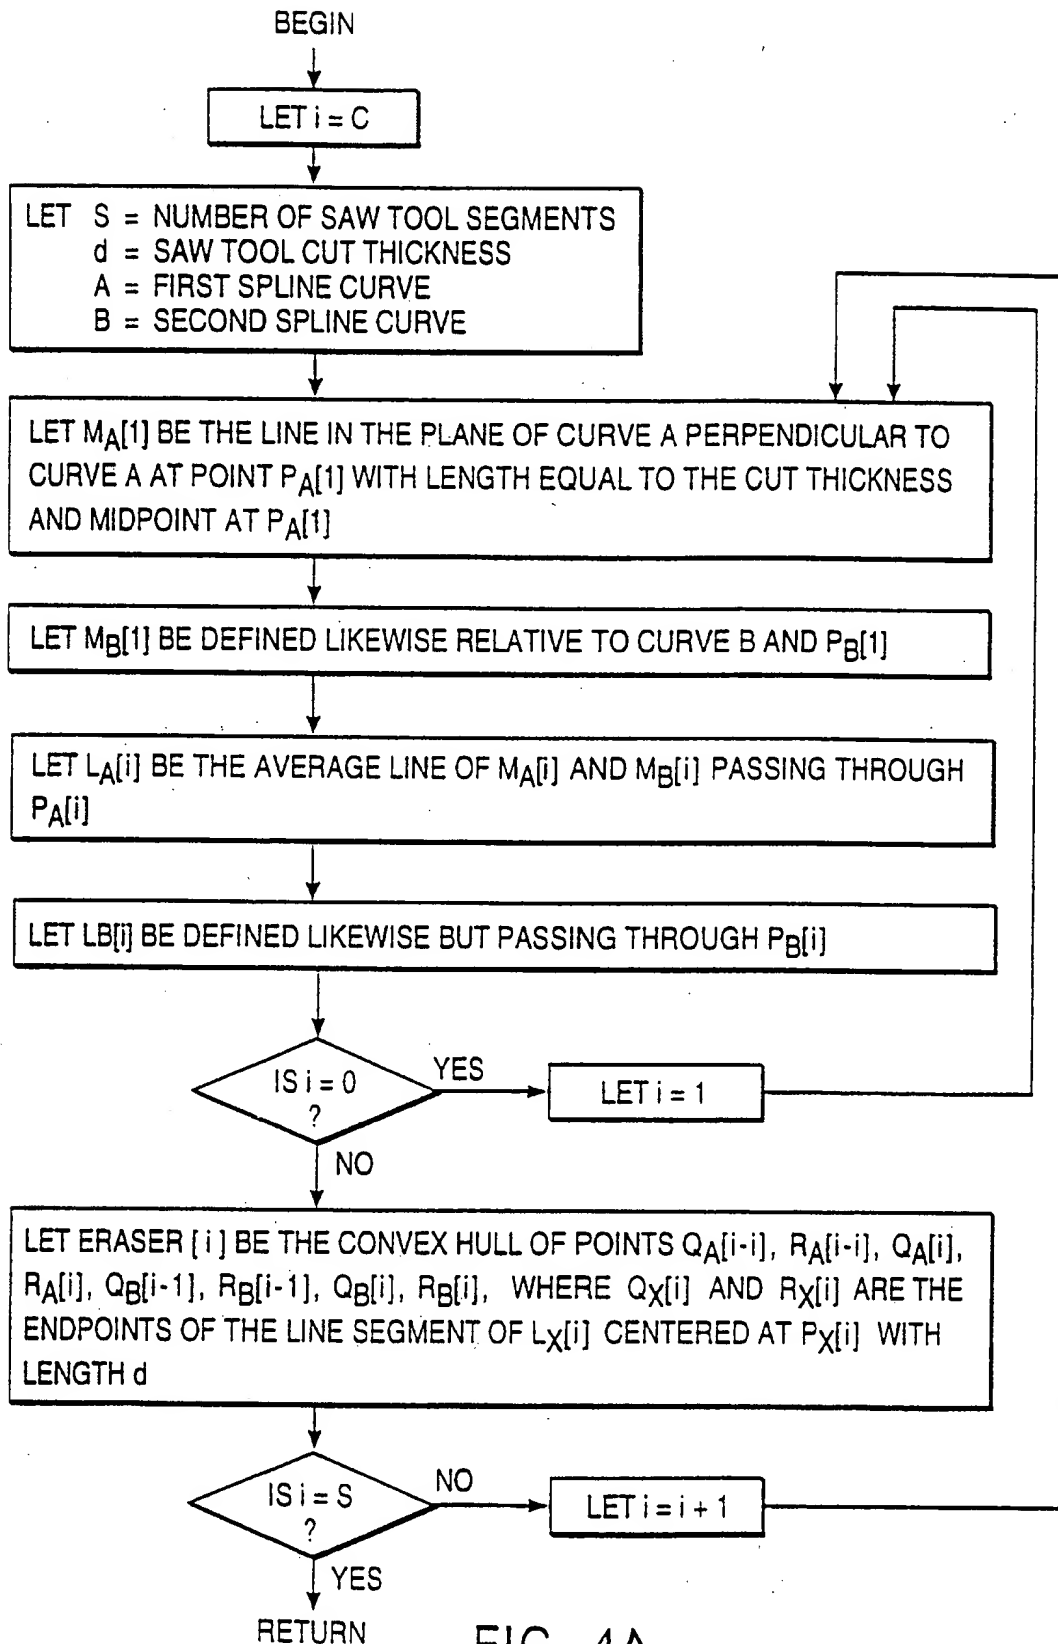 BEGIN
LET i = C
LET S = NUMBER OF SAW TOOL SEGMENTS
d = SAW TOOL CUT THICKNESS
A = FIRST SPLINE CURVE
B = SECOND SPLINE CURVE
LET MA[1] BE THE LINE IN THE PLANE OF CURVE A PERPENDICULAR TO
CURVE A AT POINT PA[1] WITH LENGTH EQUAL TO THE CUT THICKNESS
AND MIDPOINT AT PA[1]
LET MB[1] BE DEFINED LIKEWISE RELATIVE TO CURVE B AND PB[1]
LET LA[i] BE THE AVERAGE LINE OF MA[i] AND MB[i] PASSING THROUGH
PA[i]
LET LB[i] BE DEFINED LIKEWISE BUT PASSING THROUGH PB[i]
IS i = 0
?
YES
LET i = 1
NO
LET ERASER [ i ] BE THE CONVEX HULL OF POINTS QA[i-i], RA[i-i], QA[i],
RA[i], QB[i-1], RB[i-1], QB[i], RB[i], WHERE QX[i] AND RX[i] ARE THE
ENDPOINTS OF THE LINE SEGMENT OF LX[i] CENTERED AT PX[i] WITH
LENGTH d
IS i = S
?
NO
LET i = i + 1
YES
RETURN
FIG. 4A